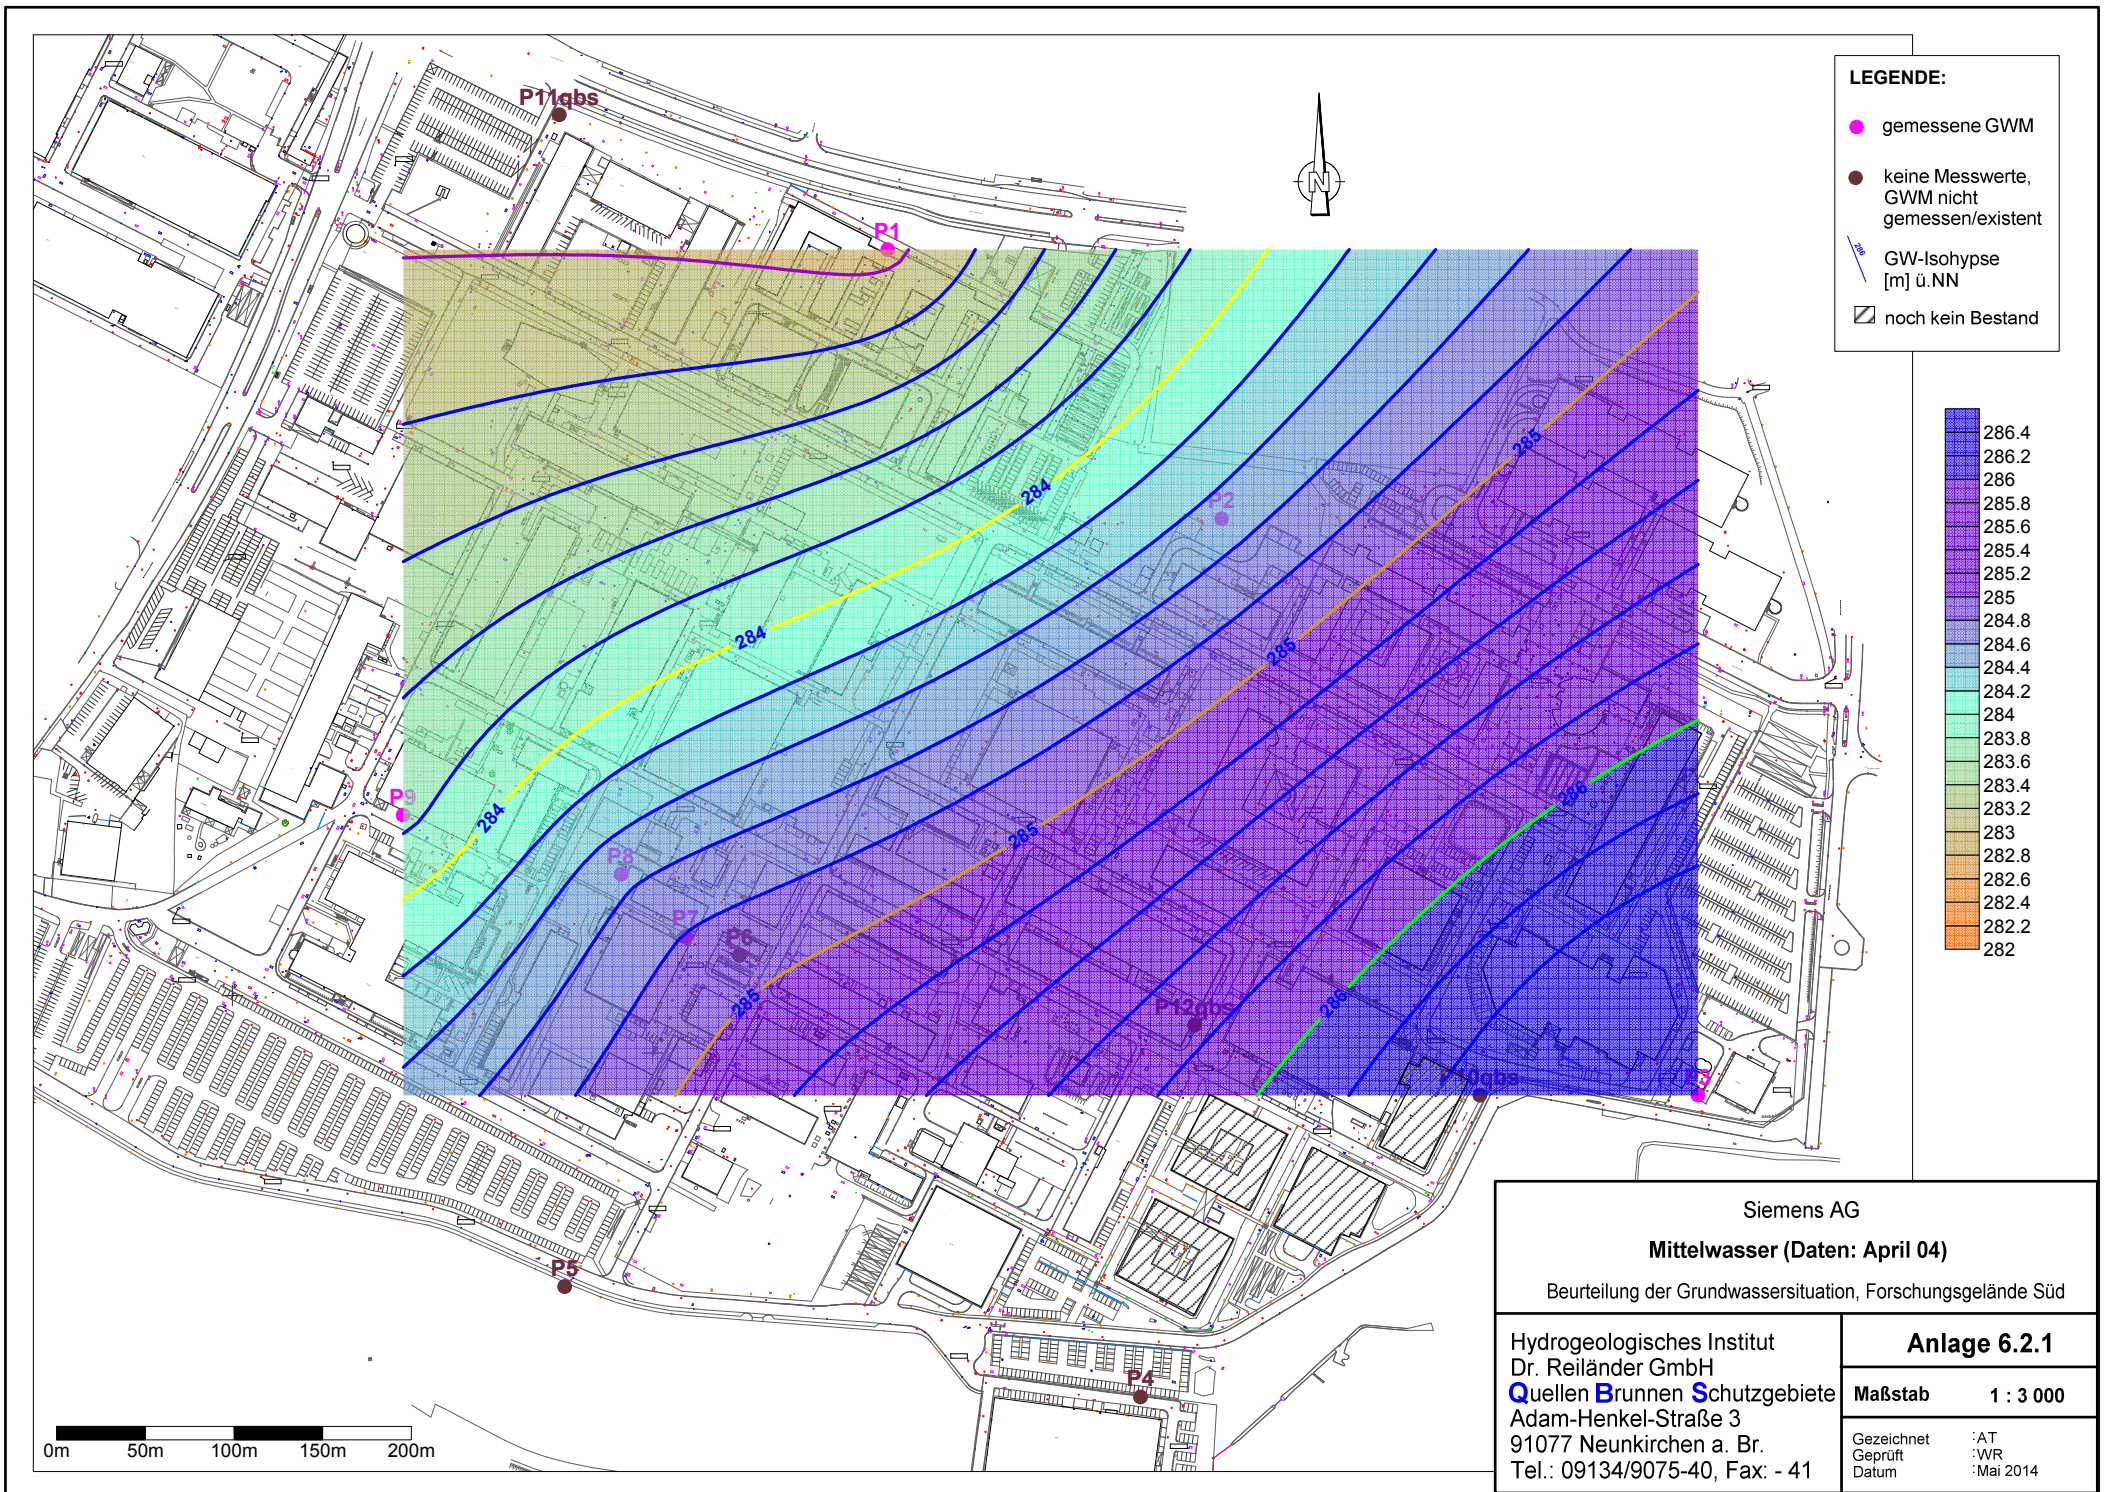 P11qbs
P1
N
LEGENDE:
gemessene GWM
keine Messwerte,
GWM nicht
gemessen/existent
286
GW-Isohypse
[m] ü.NN
noch kein Bestand
286.4
286.2
286
285.8
285.6
285.4
285.2
285
284.8
284.6
284.4
284.2
284
283.8
283.6
283.4
283.2
283
282.8
282.6
282.4
282.2
282
285
284
P2
284
285
P9
284
286
285
P8
P7
P6
285
286
P12qbs
P3
P5
P4
0m 50m 100m 150m 200m
Siemens AG
Mittelwasser (Daten: April 04)
Beurteilung der Grundwassersituation, Forschungsgelände Süd
Hydrogeologisches Institut
Dr. Reiländer GmbH
Quellen Brunnen Schutzgebiete
Adam-Henkel-Straße 3
91077 Neunkirchen a. Br.
Tel.: 09134/9075-40, Fax: - 41
Anlage 6.2.1
Maßstab 1 : 3 000
Gezeichnet : AT
Geprüft : WR
Datum : Mai 2014